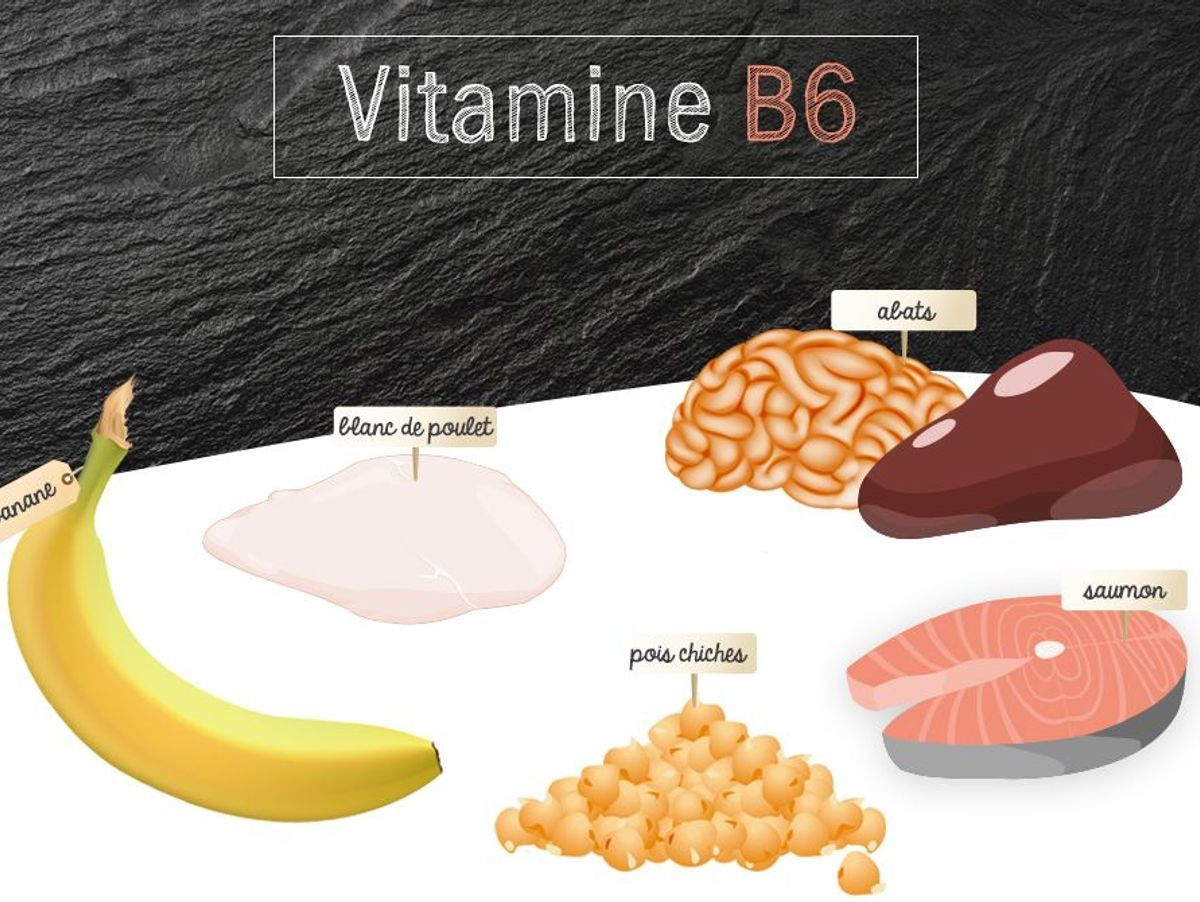 Vitamine B6
abats
blanc de poulet
saumon
pois chiches